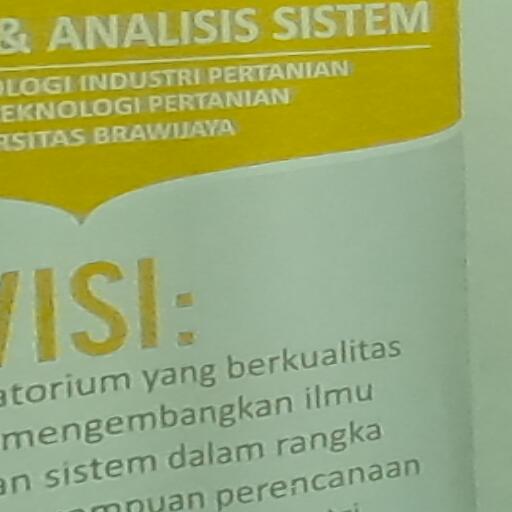 & ANALISIS SISTEM
OLOGI INDUSTRI PERTANIAN
EKNOLOGI PERTANIAN
RSITAS BRAWIJAYA
VISI:
atorium yang berkualitas
mengembangkan ilmu
an sistem dalam rangka
ampuan perencanaan